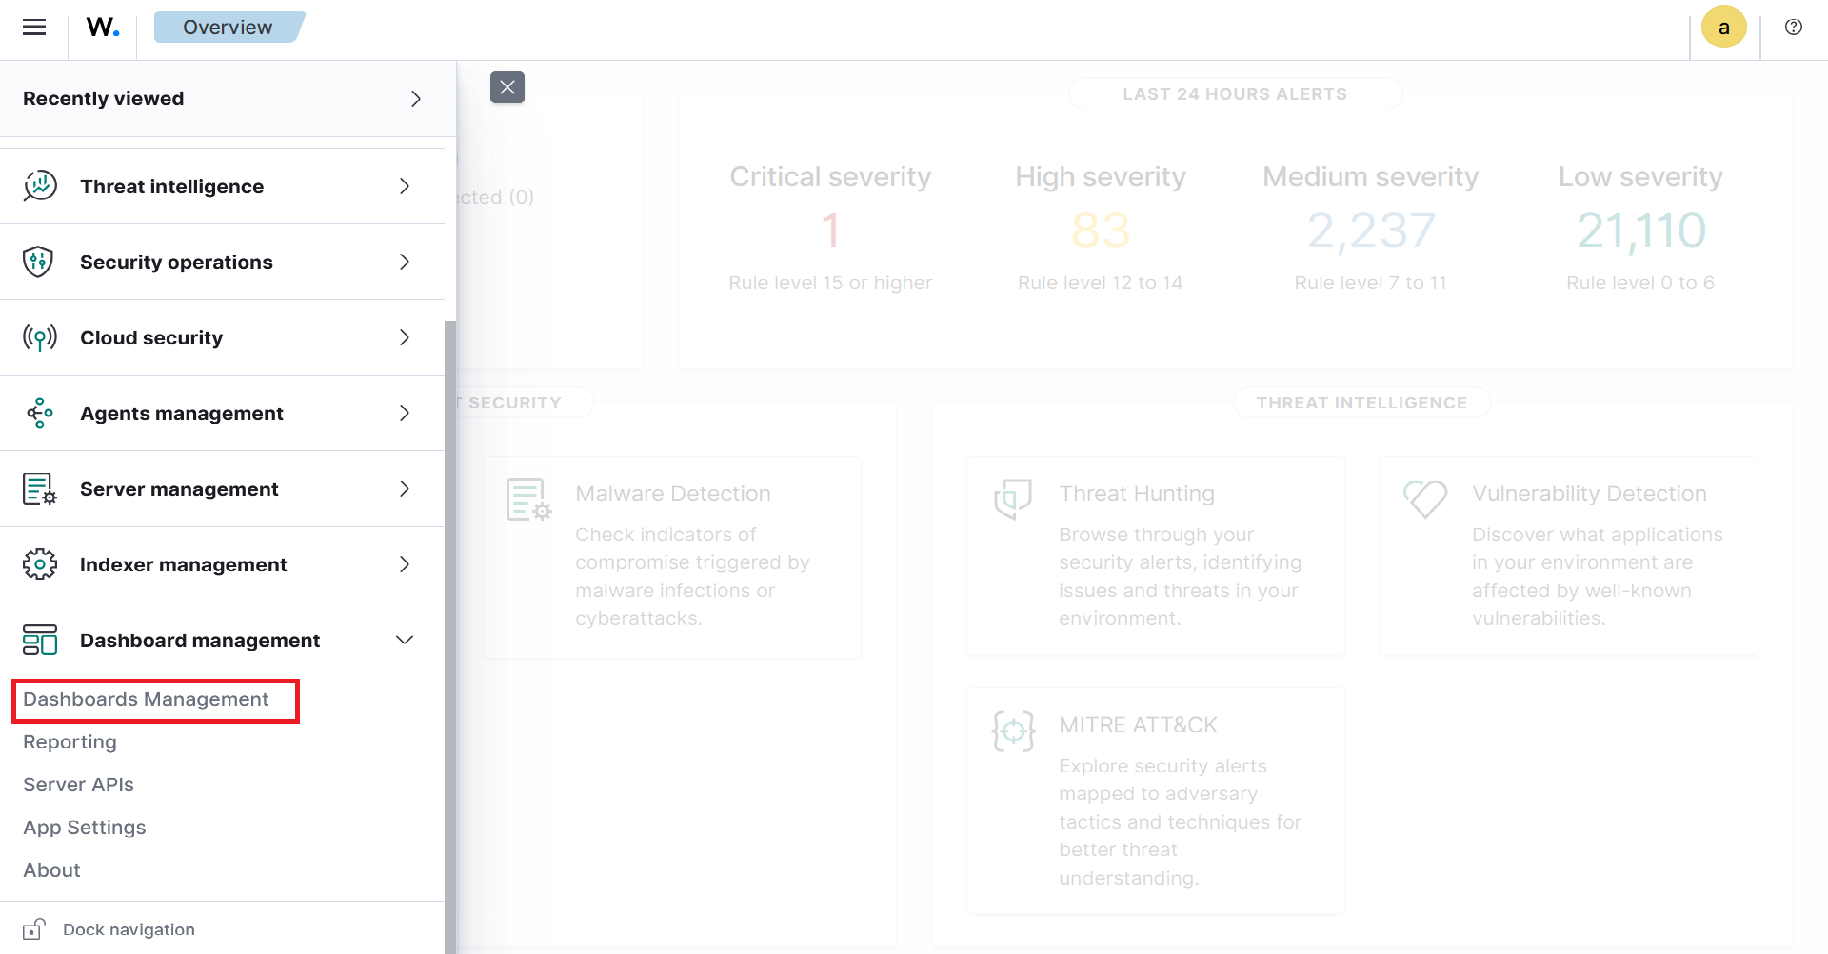 W.
Overview
a
Recently viewed
Threat intelligence
Security operations
Cloud security
Agents management
Server management
Indexer management
Dashboard management
Dashboards Management
Reporting
Server APIs
App Settings
About
Dock navigation
ected (0)
LAST 24 HOURS ALERTS
Critical severity
1
Rule level 15 or higher
High severity
83
Rule level 12 to 14
Medium severity
2,237
Rule level 7 to 11
Low severity
21,110
Rule level 0 to 6
T SECURITY
Malware Detection
Check indicators of
compromise triggered by
malware infections or
cyberattacks.
THREAT INTELLIGENCE
Threat Hunting
Browse through your
security alerts, identifying
issues and threats in your
environment.
Vulnerability Detection
Discover what applications
in your environment are
affected by well-known
vulnerabilities.
MITRE ATT&CK
Explore security alerts
mapped to adversary
tactics and techniques for
better threat
understanding.